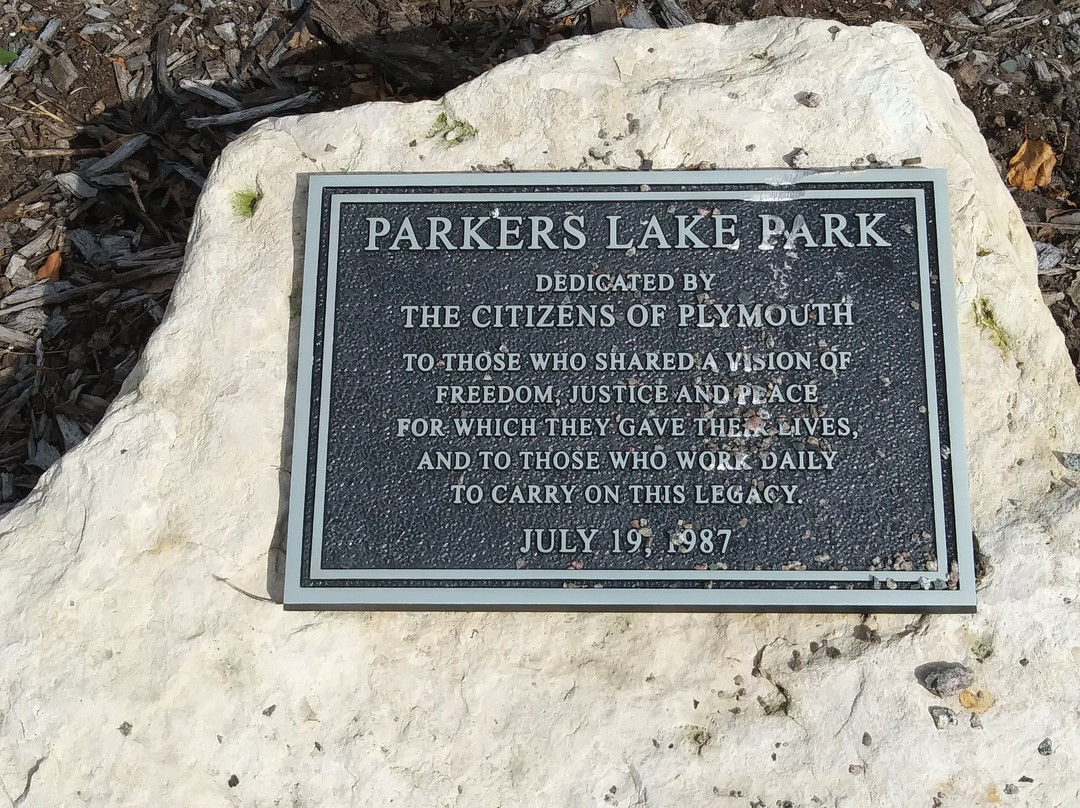 PARKERS LAKE PARK
DEDICATED BY
THE CITIZENS OF PLYMOUTH
TO THOSE WHO SHARED A VISION OF
FREEDOM, JUSTICE AND PEACE
FOR WHICH THEY GAVE THEIR LIVES,
AND TO THOSE WHO WORK DAILY
TO CARRY ON THIS LEGACY.
JULY 19, 1987